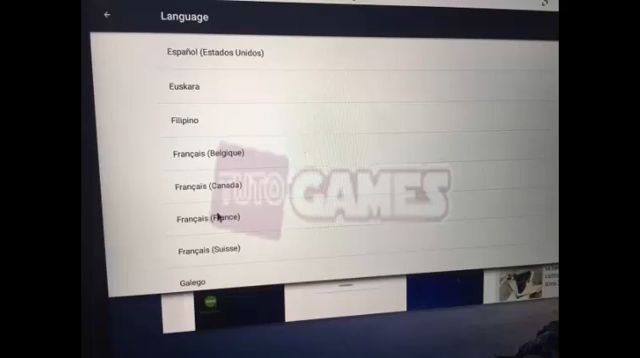 Language
Español (Estados Unidos)
Euskara
Filipino
Français (Belgique)
Français (Canada)
TUTO GAMES
Français (France)
Français (Suisse)
Galego